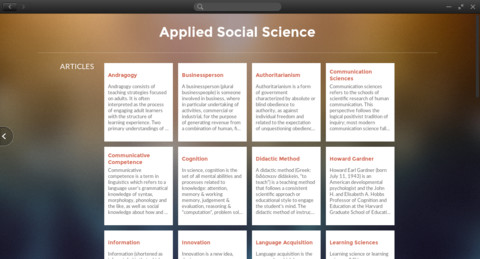 Applied Social Science
ARTICLES
Andragogy
Andragogy consists of
teaching strategies focused
on adults. It is often
interpreted as the process
of engaging adult learners
with the structure of
learning experience. Two
primary understandings of ...
Businessperson
A businessperson (plural
businesspeople) is someone
involved in business, where
in particular undertaking of
activities, commercial or
industrial, for the purpose
of generating revenue from
a combination of human, fi...
Authoritarianism
Authoritarianism is a form
of government
characterized by absolute or
blind obedience to
authority, as against
individual freedom and
related to the expectation
of unquestioning obedienc...
Communication
Sciences
Communication sciences
refers to the schools of
scientific research of human
communication. This
perspective follows the
logical positivist tradition of
inquiry; most modern
communication science fall...
Communicative
Competence
Communicative
competence is a term in
linguistics which refers to a
language user's grammatical
knowledge of syntax,
morphology, phonology and
the like, as well as social
knowledge about how and ...
Cognition
In science, cognition is the
set of all mental abilities and
processes related to
knowledge: attention,
memory & working
memory, judgement &
evaluation, reasoning &
"computation", problem sol...
Didactic Method
A didactic method (Greek:
διδάσκειν didáskein, "to
teach") is a teaching method
that follows a consistent
scientific approach or
educational style to engage
the student's mind. The
didactic method of instruc...
Howard Gardner
Howard Earl Gardner (born
July 11, 1943) is an
American developmental
psychologist and the John
H. and Elisabeth A. Hobbs
Professor of Cognition and
Education at the Harvard
Graduate School of Educati...
Information
Information (shortened as
Innovation
Innovation is a new idea,
Language Acquisition
Language acquisition is the
Learning Sciences
Learning science or learning